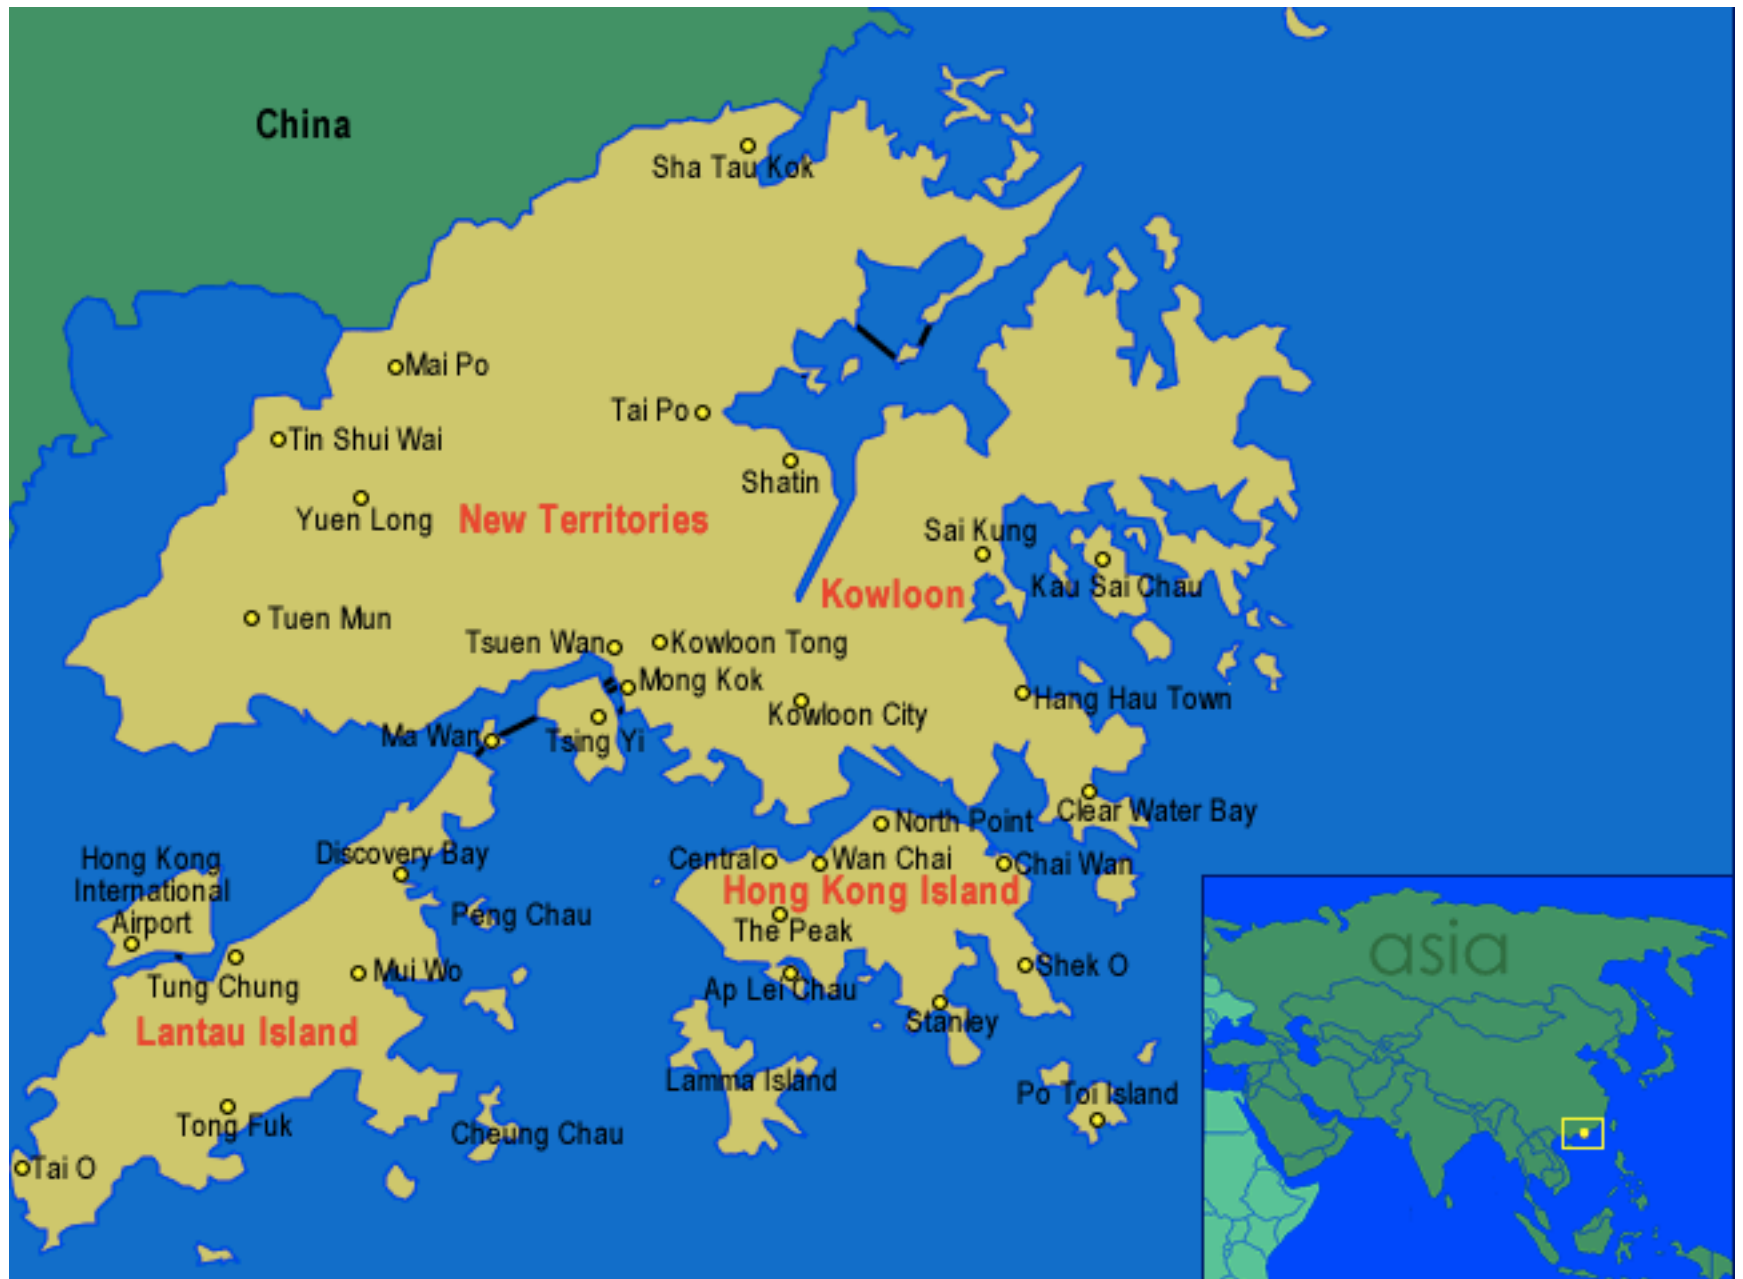 China
Sha Tau Kok
Mai Po
Tai Po
Tin Shui Wai
Shatin
Yuen Long
New Territories
Sai Kung
Kau Sai Chau
Kowloon
Tuen Mun
Tsuen Wan
Kowloon Tong
Mong Kok
Hang Hau Town
Kowloon City
Ma Wan
Tsing Yi
Clear Water Bay
North Point
Discovery Bay
Hong Kong
International
Airport
Central
Wan Chai
Chai Wan
Hong Kong Island
Peng Chau
The Peak
asia
Shek O
Mui Wo
Tung Chung
Ap Lei Chau
Stanley
Lantau Island
Lamma Island
Po Toi Island
Tong Fuk
Cheung Chau
Tai O